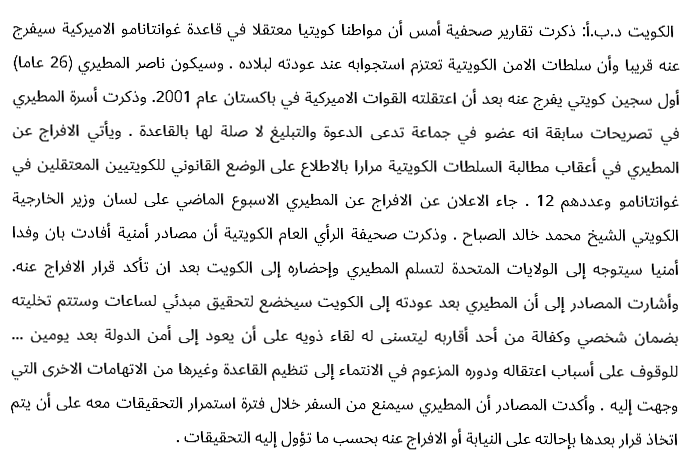 الكويت د.ب.أ: ذكرت تقارير صحفية أمس أن مواطنا كويتيا معتقلا في قاعدة غوانتانامو الاميركية سيفرج
عنه قريبا وأن سلطات الامن الكويتية تعتزم استجوابه عند عودته لبلاده . وسيكون ناصر المطيري (26 عاما)
أول سجين كويتي يفرج عنه بعد أن اعتقلته القوات الاميركية في باكستان عام 2001. وذكرت أسرة المطيري
في تصريحات سابقة انه عضو في جماعة تدعى الدعوة والتبليغ لا صلة لها بالقاعدة . ويأتي الافراج عن
المطيري في أعقاب مطالبة السلطات الكويتية مرارا بالاطلاع على الوضع القانوني للكويتيين المعتقلين في
غوانتانامو وعددهم 12 . جاء الاعلان عن الافراج عن المطيري الاسبوع الماضي على لسان وزير الخارجية
الكويتي الشيخ محمد خالد الصباح . وذكرت صحيفة الرأي العام الكويتية أن مصادر أمنية أفادت بان وفدا
أمنيا سيتوجه إلى الولايات المتحدة لتسلم المطيري وإحضاره إلى الكويت بعد ان تأكد قرار الافراج عنه.
وأشارت المصادر إلى أن المطيري بعد عودته إلى الكويت سيخضع لتحقيق مبدئي لساعات وستتم تخليته
بضمان شخصي وكفالة من أحد أقاربه ليتسنى له لقاء ذويه على أن يعود إلى أمن الدولة بعد يومين ...
للوقوف على أسباب اعتقاله ودوره المزعوم في الانتماء إلى تنظيم القاعدة وغيرها من الاتهامات الاخرى التي
وجهت إليه . وأكدت المصادر أن المطيري سيمنع من السفر خلال فترة استمرار التحقيقات معه على أن يتم
اتخاذ قرار بعدها بإحالته على النيابة أو الافراج عنه بحسب ما تؤول إليه التحقيقات .